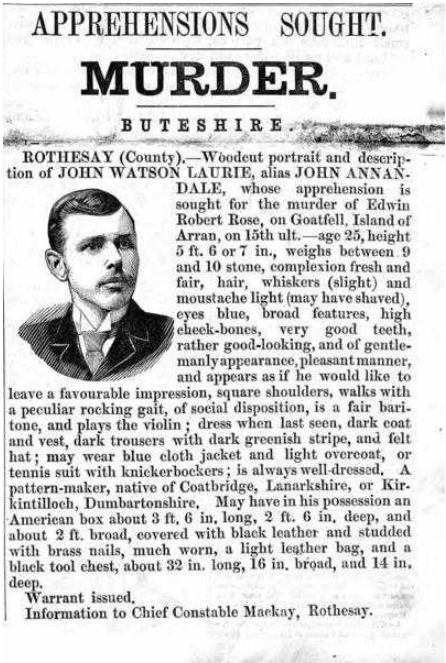 APPREHENSIONS SOUGHT.
MURDER.
BUTESHIRE.
ROTHESAY (County).—Woodcut portrait and descrip-
tion of JOHN WATSON LAURIE, alias JOHN ANNAN-
DALE, whose apprehension is
sought for the murder of Edwin
Robert Rose, on Goatfell, Island of
Arran, on 15th ult.—age 25, height
5 ft. 6 or 7 in., weighs between 9
and 10 stone, complexion fresh and
fair, hair, whiskers (slight) and
moustache light (may have shaved),
eyes blue, broad features, high
cheek-bones, very good teeth,
rather good-looking, and of gentle-
manly appearance, pleasant manner,
and appears as if he would like to
leave a favourable impression, square shoulders, walks with
a peculiar rocking gait, of social disposition, is a fair bari-
tone, and plays the violin ; dress when last seen, dark coat
and vest, dark trousers with dark greenish stripe, and felt
hat ; may wear blue cloth jacket and light overcoat, or
tennis suit with knickerbockers ; is always well-dressed. A
pattern-maker, native of Coatbridge, Lanarkshire, or Kir-
kintilloch, Dumbartonshire. May have in his possession an
American box about 3 ft. 6 in. long, 2 ft. 6 in. deep, and
about 2 ft. broad, covered with black leather and studded
with brass nails, much worn, a light leather bag, and a
black tool chest, about 32 in. long, 16 in. broad, and 14 in.
deep.
Warrant issued.
Information to Chief Constable Mackay, Rothesay.